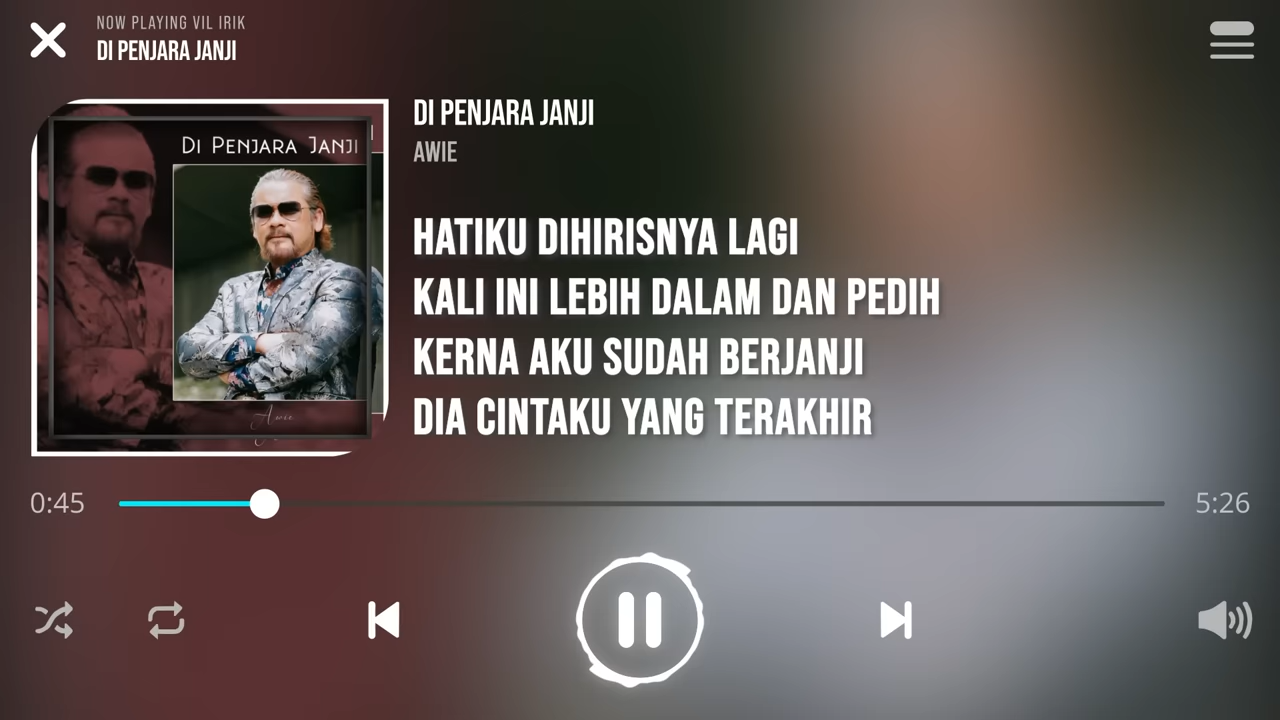 NOW PLAYING VIL IRIK
DI PENJARA JANJI
Di Penjara Janji
Awie
DI PENJARA JANJI
AWIE
HATIKU DIHIRISNYA LAGI
KALI INI LEBIH DALAM DAN PEDIH
KERNA AKU SUDAH BERJANJI
DIA CINTAKU YANG TERAKHIR
0:45
5:26